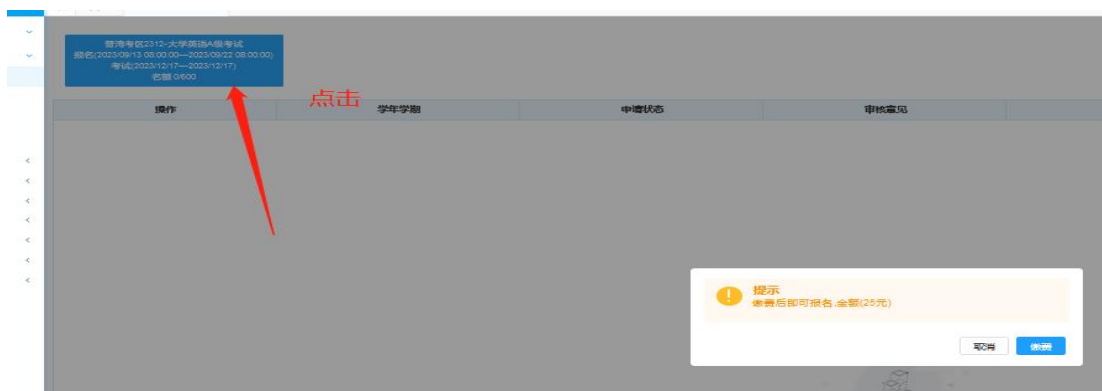 普湾考区2312-大学英语A级考试
报名(2023/09/13 08:00:00—2023/09/22 08:00:00)
考试(2023/12/17—2023/12/17)
名额 0/600
点击
操作 学年学期 申请状态 审核意见
提示
缴费后即可报名,金额(25元)
取消 缴费